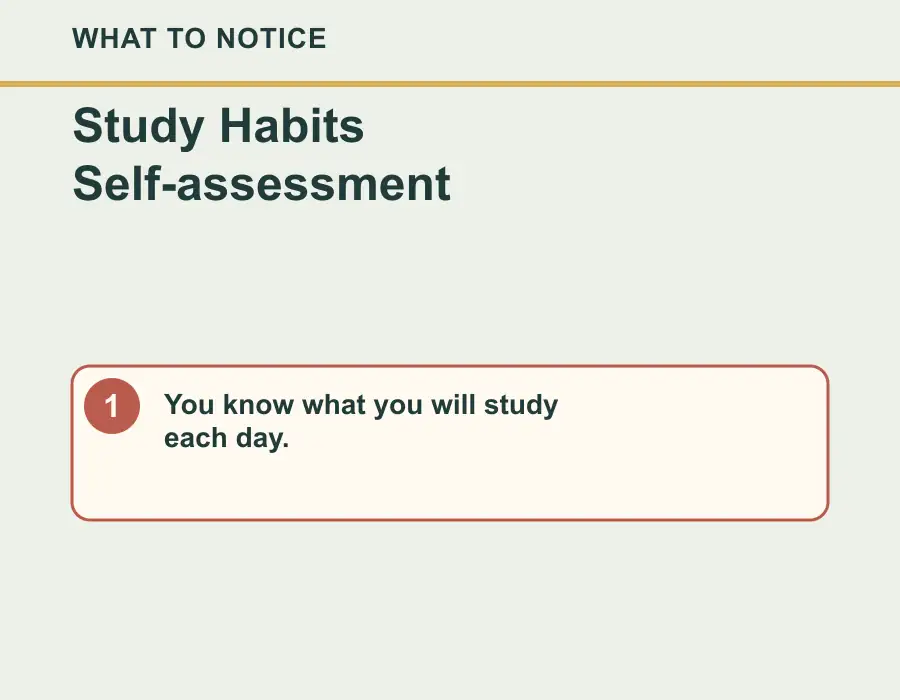 WHAT TO NOTICE
Study Habits
Self-assessment
1
You know what you will study
each day.